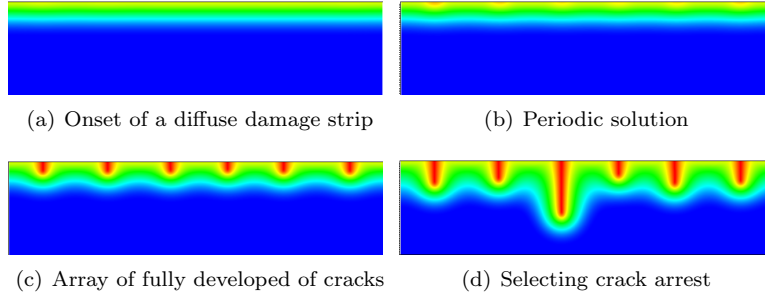 (a) Onset of a diffuse damage strip
(b) Periodic solution
(c) Array of fully developed of cracks
(d) Selecting crack arrest